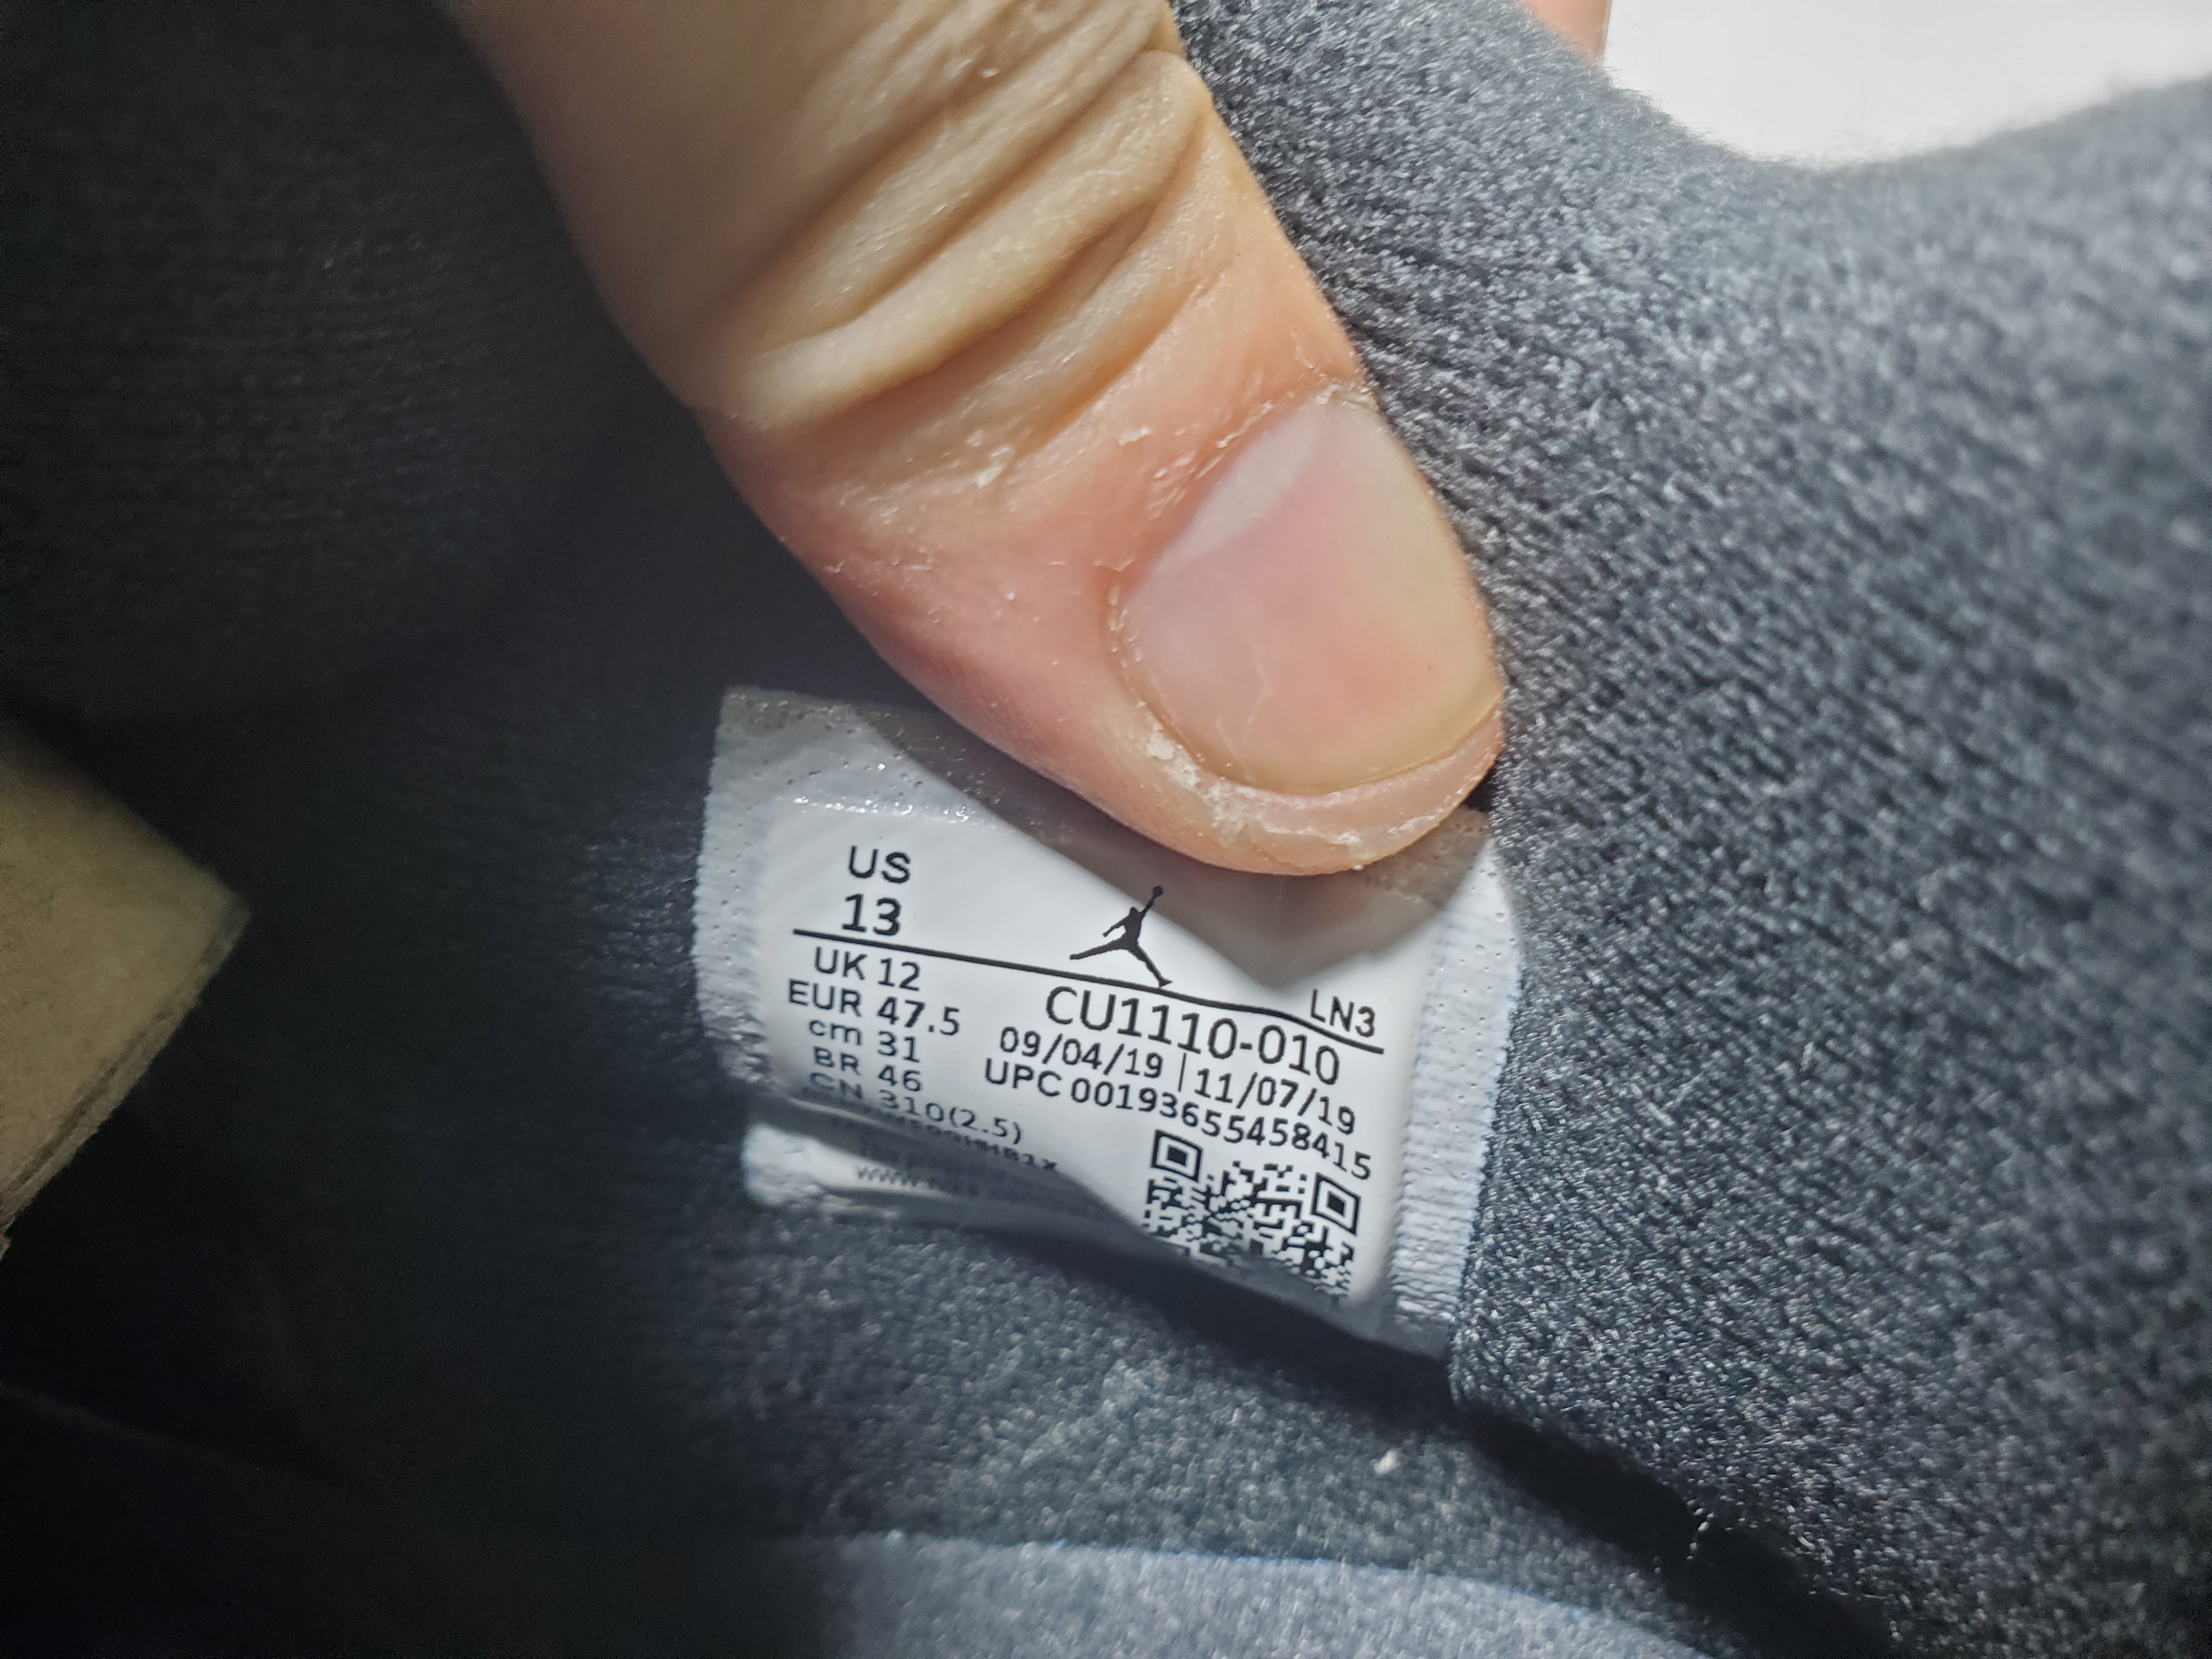 US
13
LN3
UK 12
EUR 47.5
cm 31
BR 46
CN 310(2.5)
CU1110-010
09/04/19 | 11/07/19
UPC 00193655458415